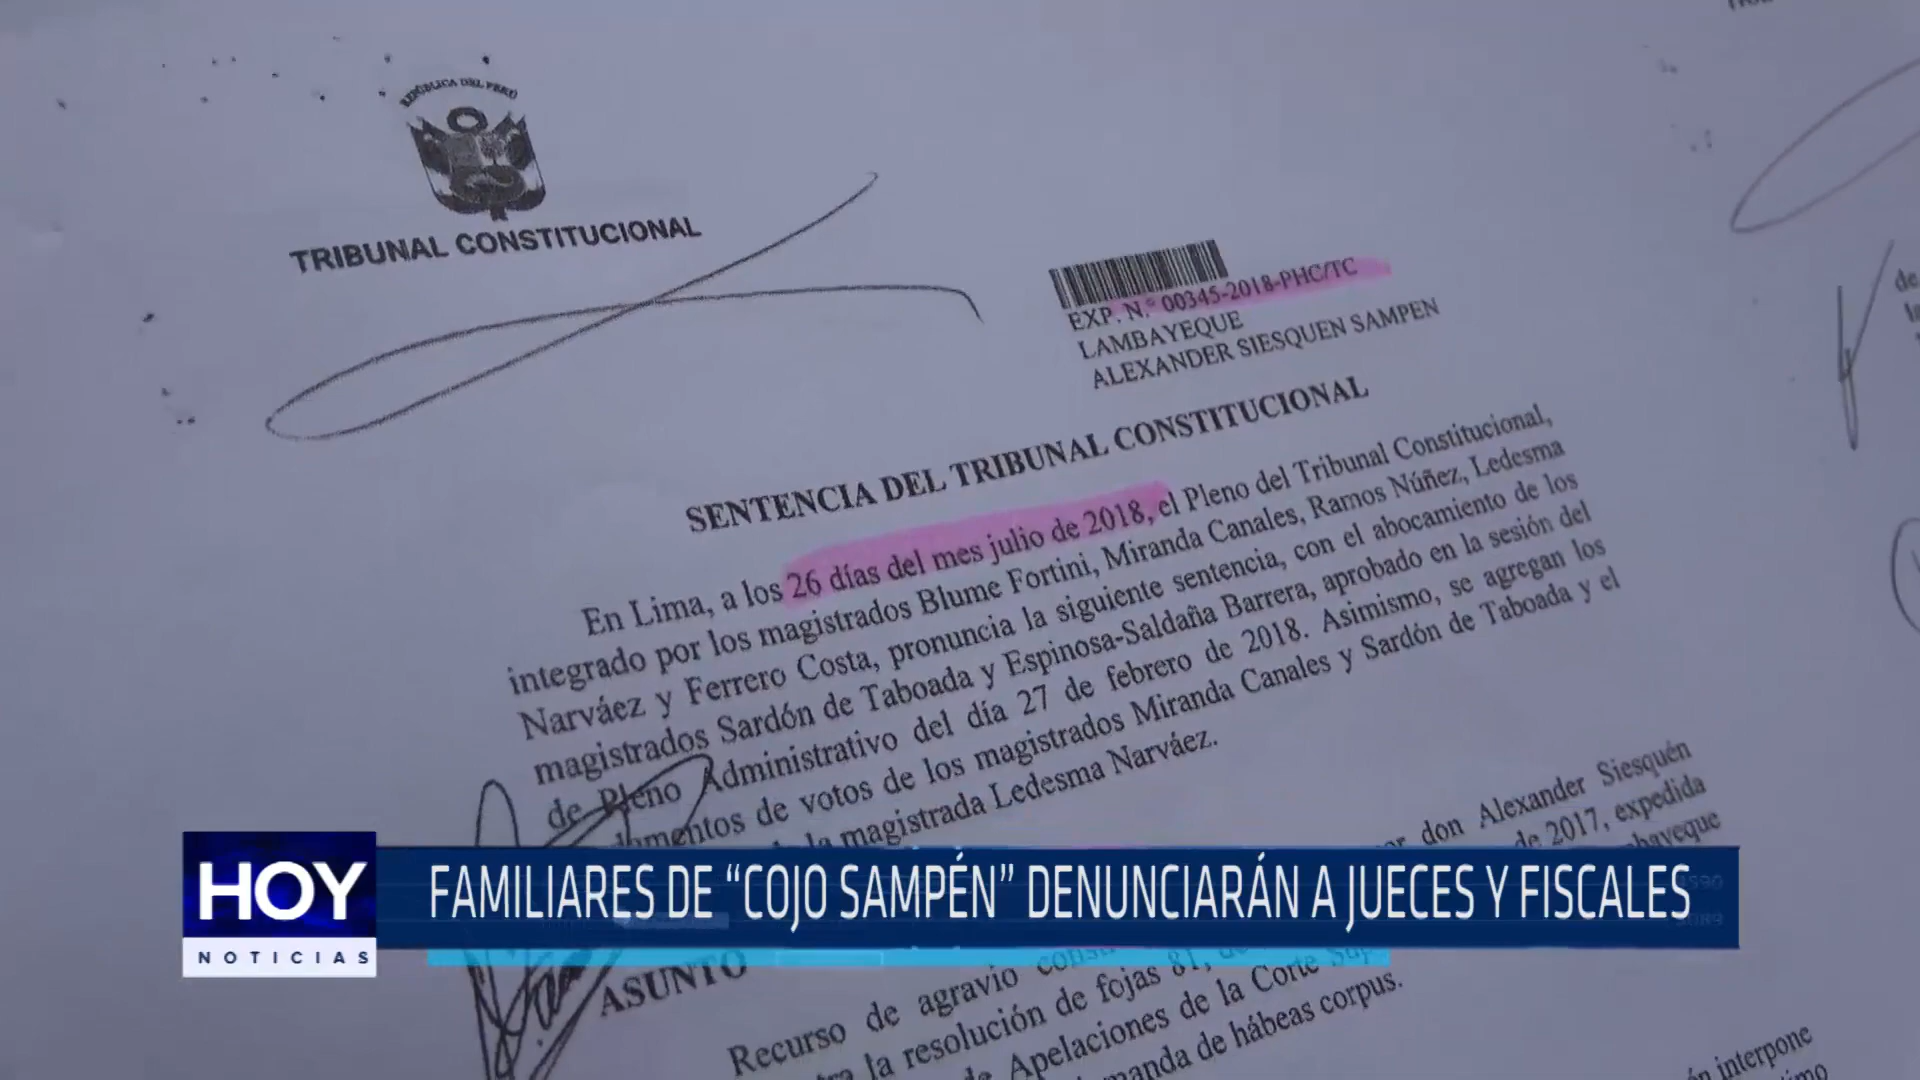 REPÚBLICA DEL PERÚ
TRIBUNAL CONSTITUCIONAL
EXP. N.° 00345-2018-PHC/TC
LAMBAYEQUE
ALEXANDER SIESQUEN SAMPEN
SENTENCIA DEL TRIBUNAL CONSTITUCIONAL
En Lima, a los 26 días del mes julio de 2018, el Pleno del Tribunal Constitucional,
integrado por los magistrados Blume Fortini, Miranda Canales, Ramos Núñez, Ledesma
Narváez y Ferrero Costa, pronuncia la siguiente sentencia, con el abocamiento de los
magistrados Sardón de Taboada y Espinosa-Saldaña Barrera, aprobado en la sesión del
de Pleno Administrativo del día 27 de febrero de 2018. Asimismo, se agregan los
de votos de los magistrados Miranda Canales y Sardón de Taboada y el
la magistrada Ledesma Narváez.
don Alexander Siesquén
de 2017, expedida
HOY
NOTICIAS
FAMILIARES DE “COJO SAMPÉN” DENUNCIARÁN A JUECES Y FISCALES
ASUNTO
Recurso de agravio
la resolución de fojas 81,
Apelaciones de la Corte
de hábeas corpus.
interpone